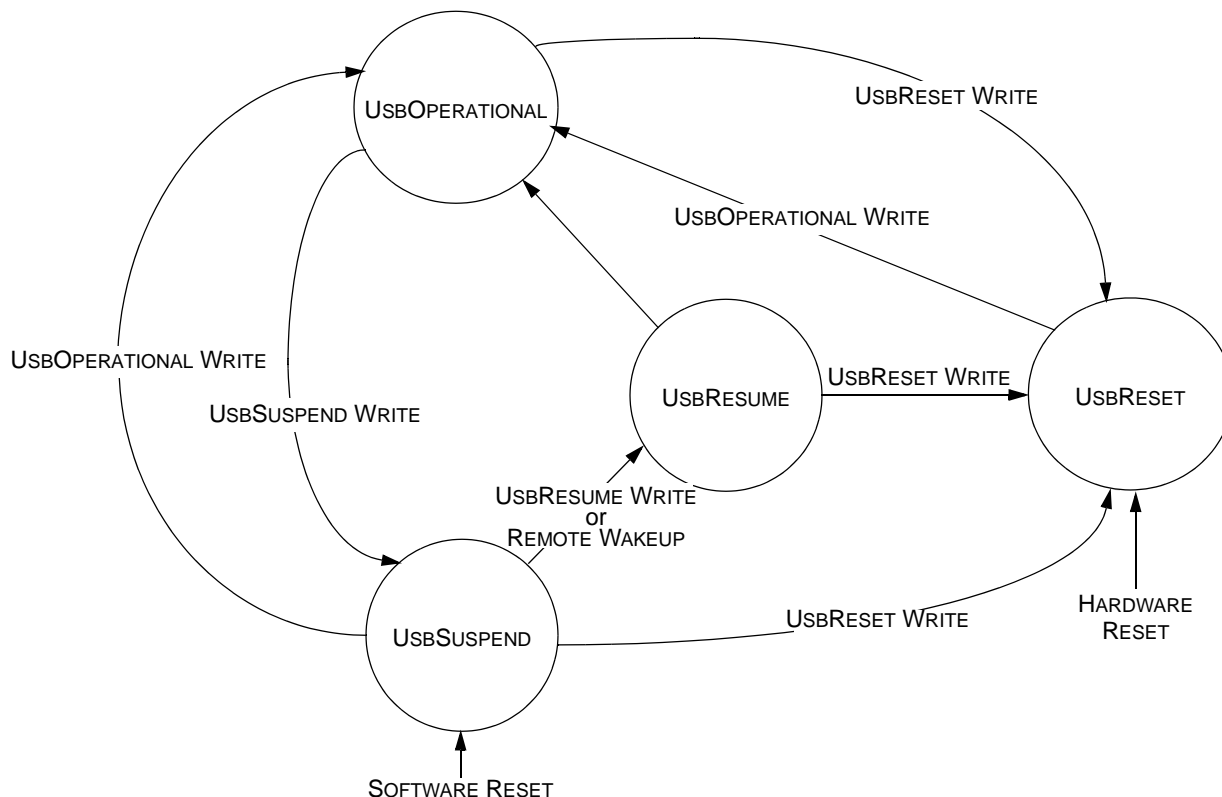 USBRESET WRITE
USBOPERATIONAL
USBOPERATIONAL WRITE
USBOPERATIONAL WRITE
USBRESET WRITE
USBRESUME
USBRESET
USBSUSPEND WRITE
USBRESUME WRITE
or
REMOTE WAKEUP
USBRESET WRITE
HARDWARE
RESET
USBSUSPEND
SOFTWARE RESET